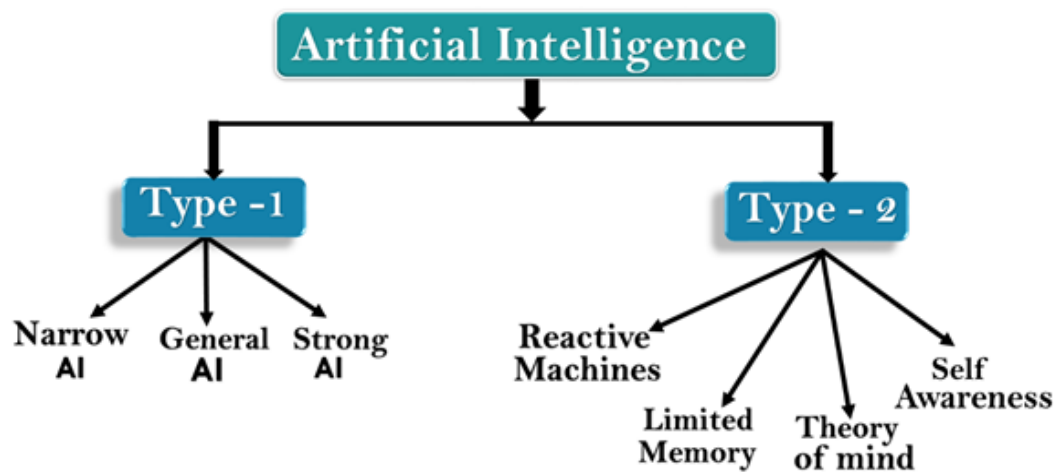 Artificial Intelligence
Type -1
Type - 2
Narrow
AI
General
AI
Strong
AI
Reactive
Machines
Limited
Memory
Theory
of mind
Self
Awareness